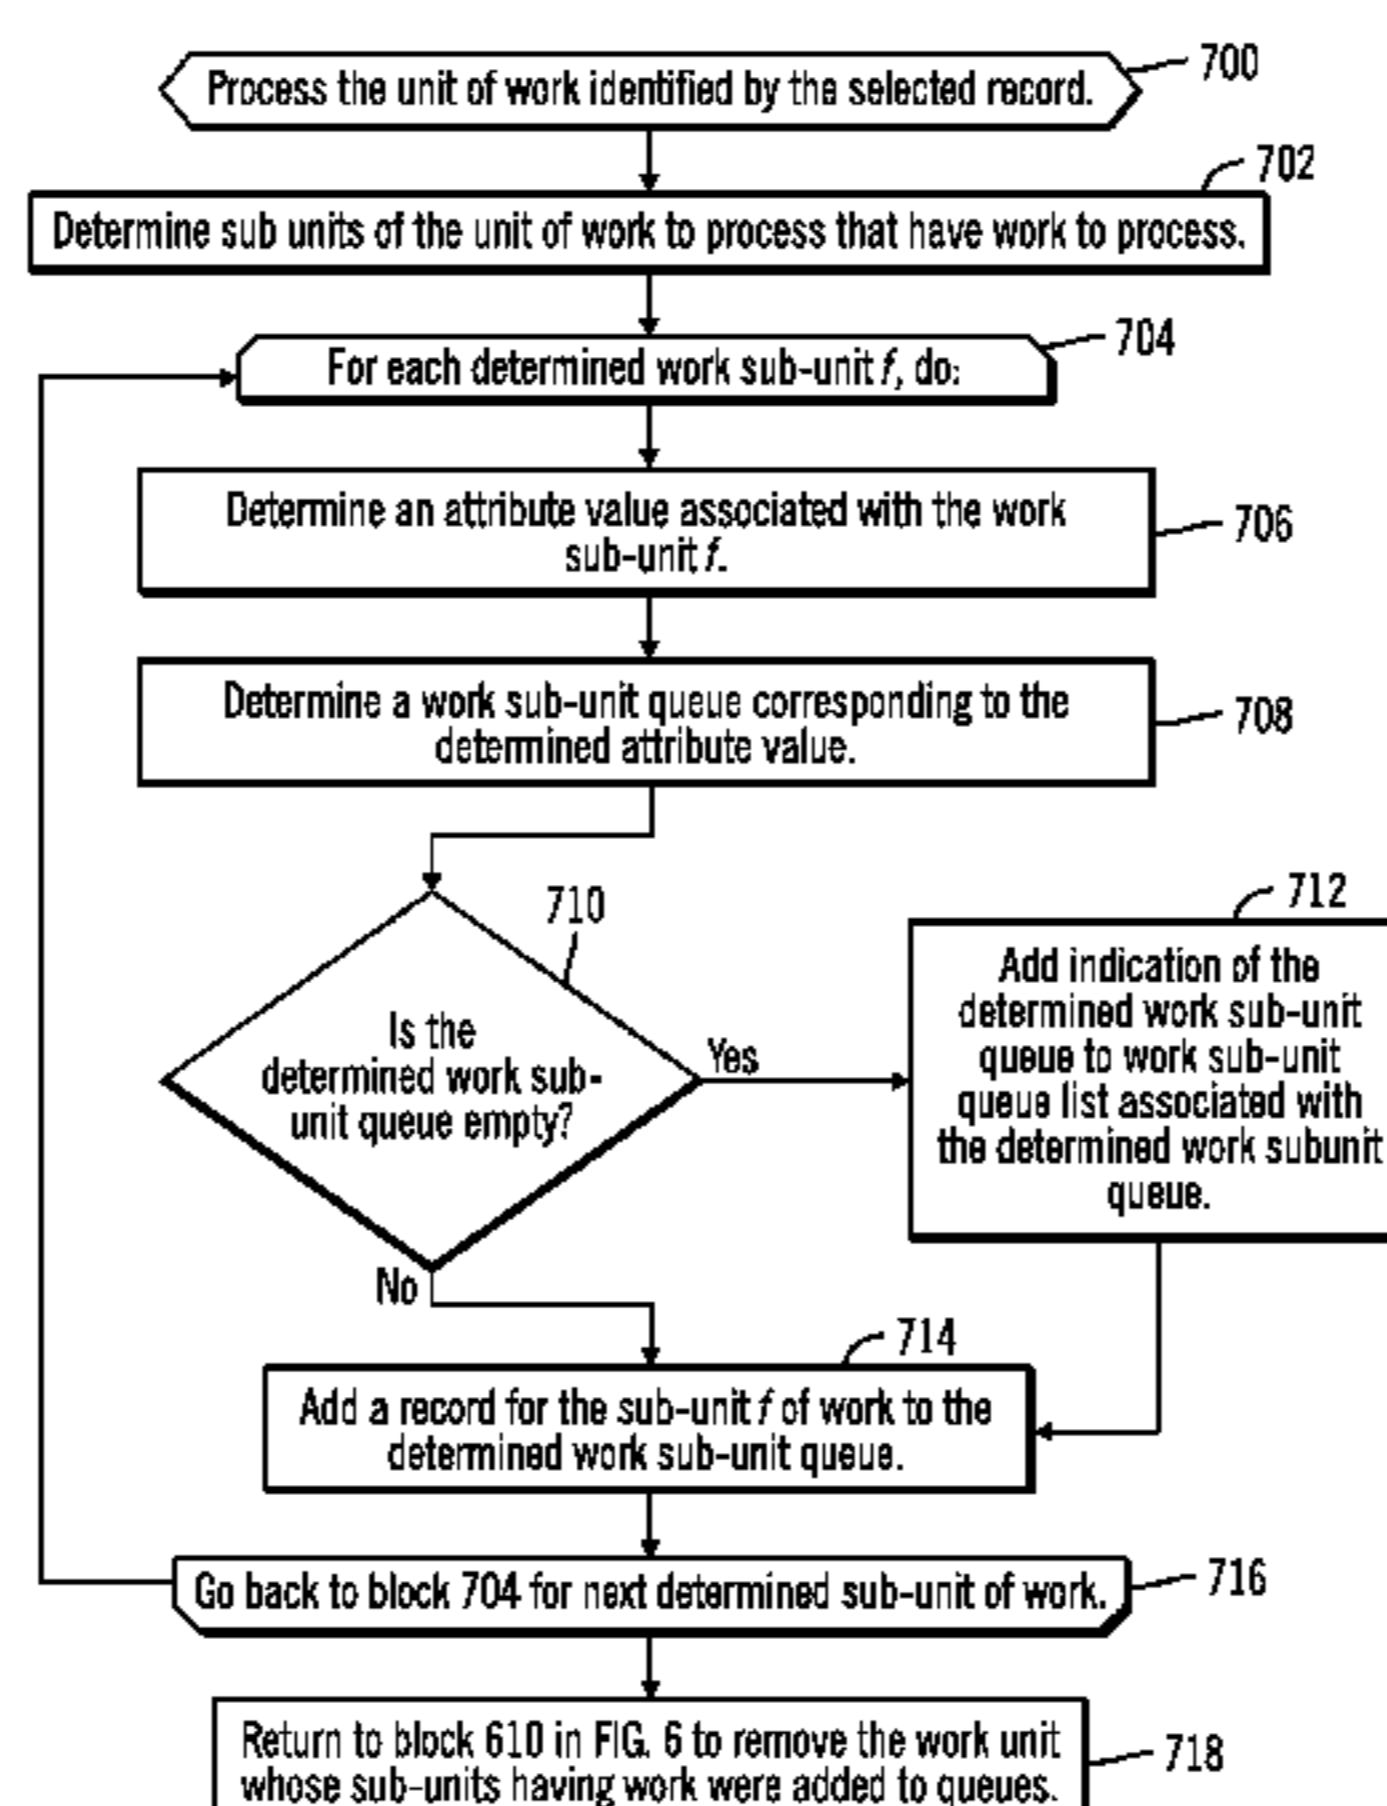 700
Process the unit of work identified by the selected record.
702
Determine sub units of the unit of work to process that have work to process.
704
For each determined work sub-unit f, do:
Determine an attribute value associated with the work
sub-unit f.
706
Determine a work sub-unit queue corresponding to the
determined attribute value.
708
710
Is the
determined work sub-
unit queue empty?
Yes
712
Add indication of the
determined work sub-unit
queue to work sub-unit
queue list associated with
the determined work subunit
queue.
No
714
Add a record for the sub-unit f of work to the
determined work sub-unit queue.
Go back to block 704 for next determined sub-unit of work.
716
Return to block 610 in FIG. 6 to remove the work unit
whose sub-units having work were added to queues.
718